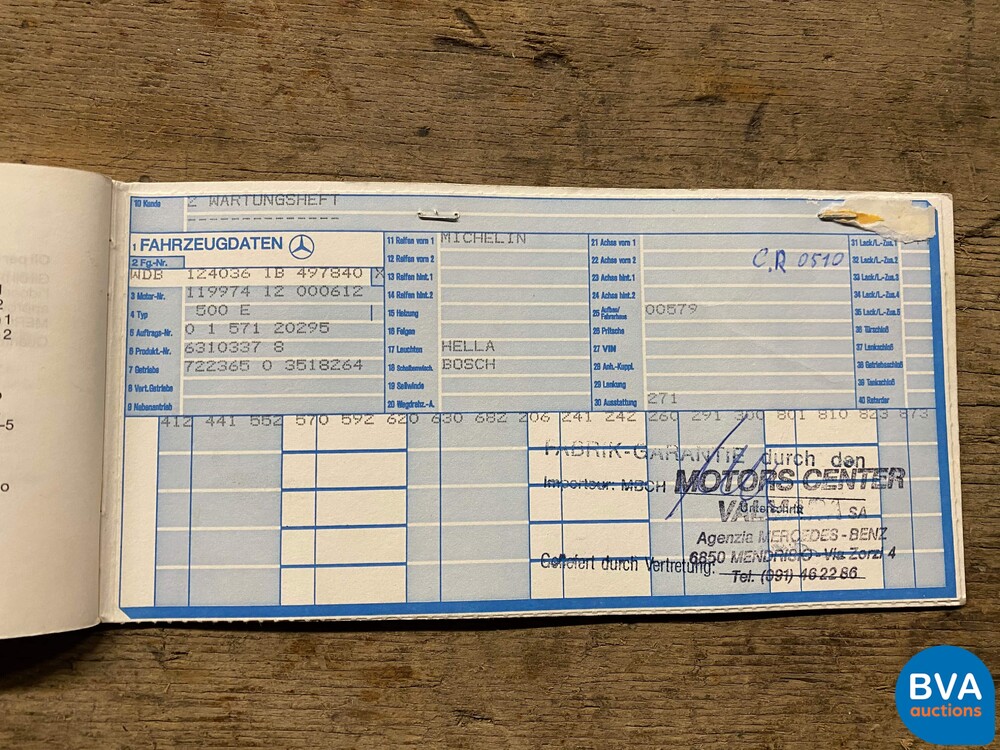 10 Kunde
2 WARTUNGSHEFT
1 FAHRZEUGDATEN
2 Fg.-Nr.
WDB 124036 1B 497840 X
3 Motor-Nr. 119974 12 000612
4 Typ 500 E
5 Auftrags-Nr. 0 1 571 20295
6 Produkt.-Nr. 6310337 8
7 Getriebe 722365 0 3518264
8 Vert.Getriebe
9 Nebenantrieb
11 Reifen vorn 1 MICHELIN
12 Reifen vorn 2
13 Reifen hint.1
14 Reifen hint.2
15 Heizung
16 Felgen
17 Leuchten HELLA
18 Scheibenwisch. BOSCH
19 Seilwinde
20 Wegdrehz.-A.
21 Achse vorn 1
22 Achse vorn 2
C.R 0510
23 Achse hint.1
24 Achse hint.2
25 Aufbau/Fahrerhaus 00579
26 Pritsche
27 VIN
28 Anh.-Kuppl.
29 Lenkung
30 Ausstattung 271
31 Lack/L.-Zus.1
32 Lack/L.-Zus.2
33 Lack/L.-Zus.3
34 Lack/L.-Zus.4
35 Lack/L.-Zus.5
36 Türschloß
37 Lenkschloß
38 Getriebeschloß
39 Tankschloß
40 Retarder
412 441 552 570 592 620 630 682 206 241 242 260 291 300 801 810 823 873
FABRIK-GARANTIE durch den
Importeur: MBCH MOTORS CENTER
Unterschrift
SA
Agenzia MERCEDES-BENZ
6850 MENDRISIO - Via Zorzi 4
Geliefert durch Vertretung:
Tel. (091) 46 22 86
BVA
auctions